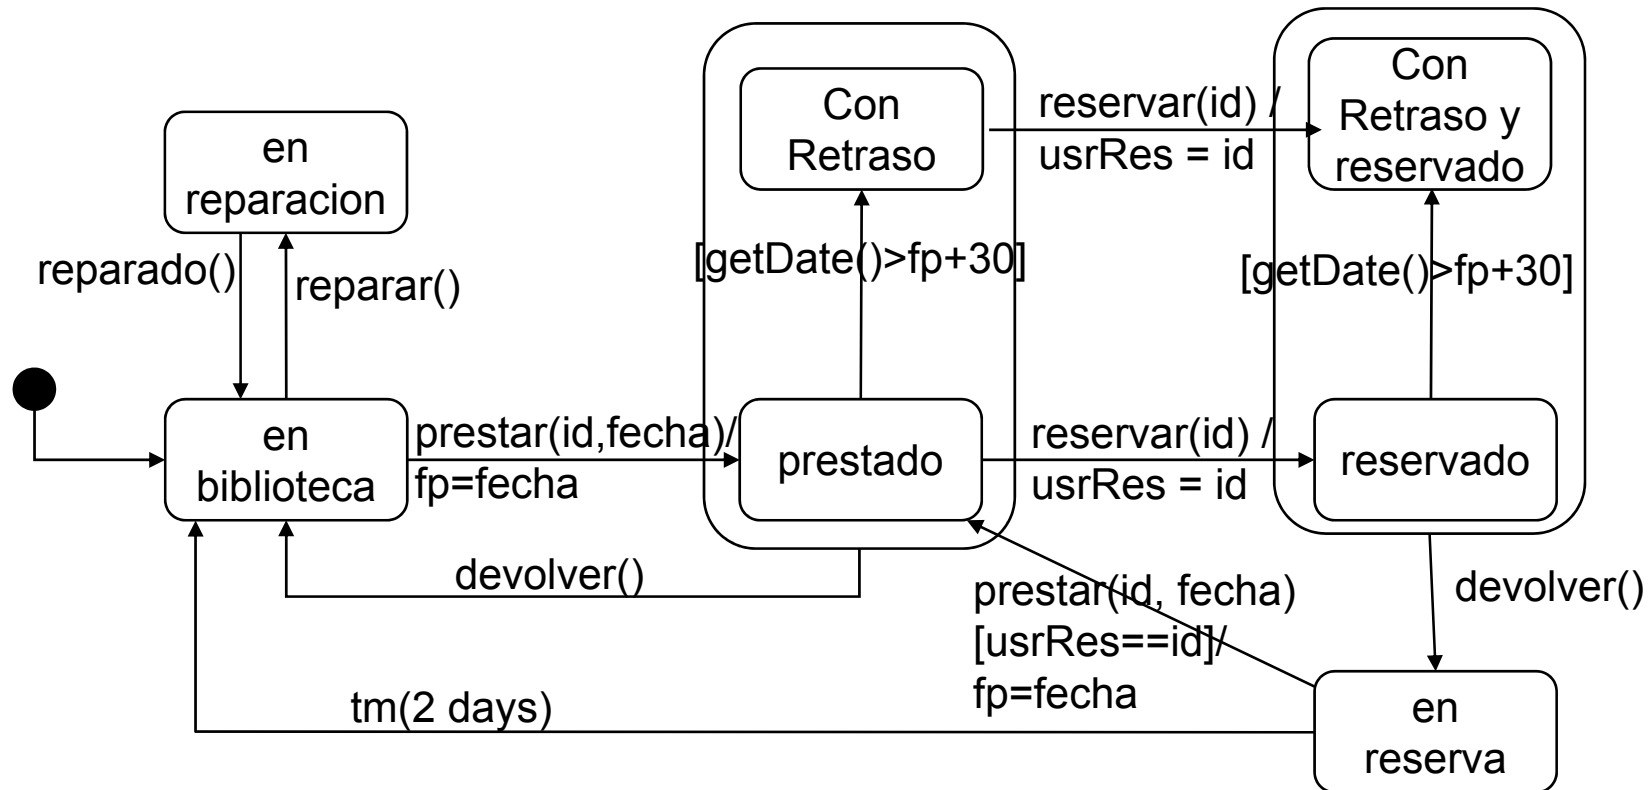 en
reparacion
reparado()
reparar()
en
biblioteca
prestar(id,fecha)/
fp=fecha
Con
Retraso
[getDate()>fp+30]
prestado
devolver()
reservar(id) /
usrRes = id
reservar(id) /
usrRes = id
Con
Retraso y
reservado
[getDate()>fp+30]
reservado
devolver()
prestar(id, fecha)
[usrRes==id]/
fp=fecha
tm(2 days)
en
reserva